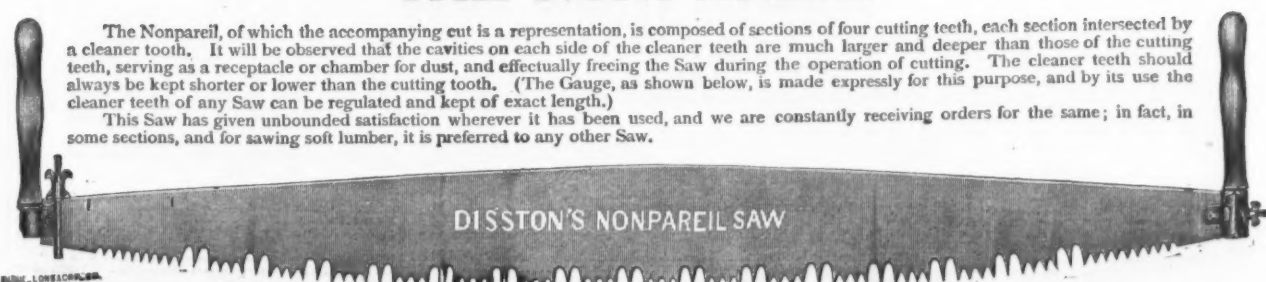 The Nonpareil, of which the accompanying cut is a representation, is composed of sections of four cutting teeth, each section intersected by
a cleaner tooth. It will be observed that the cavities on each side of the cleaner teeth are much larger and deeper than those of the cutting
teeth, serving as a receptacle or chamber for dust, and effectually freeing the Saw during the operation of cutting. The cleaner teeth should
always be kept shorter or lower than the cutting tooth. (The Gauge, as shown below, is made expressly for this purpose, and by its use the
cleaner teeth of any Saw can be regulated and kept of exact length.)
This Saw has given unbounded satisfaction wherever it has been used, and we are constantly receiving orders for the same; in fact, in
some sections, and for sawing soft lumber, it is preferred to any other Saw.
DISSTON'S NONPAREIL SAW